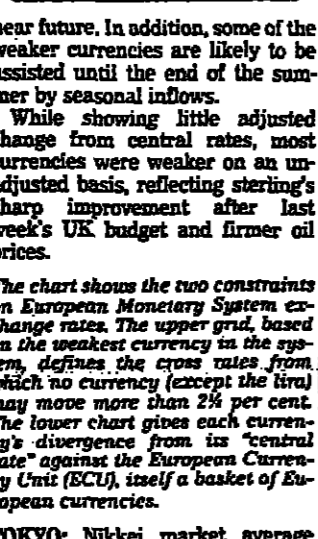 near future. In addition, some of the
weaker currencies are likely to be
assisted until the end of the sum-
mer by seasonal inflows.
While showing little adjusted
change from central rates, most
currencies were weaker on an un-
adjusted basis, reflecting sterling's
sharp improvement after last
week's UK budget and firmer oil
prices.
The chart shows the two constraints
on European Monetary System ex-
change rates. The upper grid, based
on the weakest currency in the sys-
tem, defines the cross rates from
which no currency (except the lira)
may move more than 2¼ per cent.
The lower chart gives each curren-
cy's divergence from its "central
rate" against the European Curren-
cy Unit (ECU), itself a basket of Eu-
ropean currencies.
TOKYO: Nikkei market average